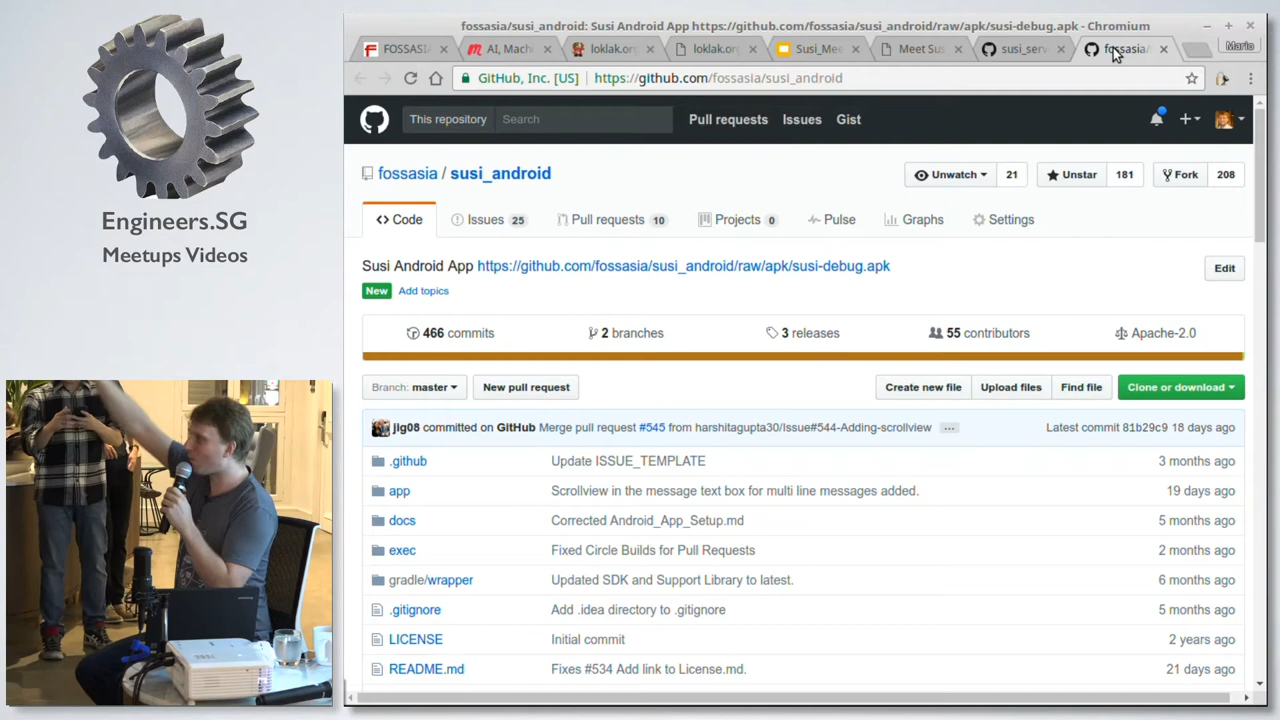 Engineers.SG
Meetups Videos
fossasia/susi_android: Susi Android App https://github.com/fossasia/susi_android/raw/apk/susi-debug.apk - Chromium
FOSSASIA
AI, Mach
loklak.org
loklak.org
Susi_Mee
Meet Sus
susi_serv
fossasia/
Mario
GitHub, Inc. [US] https://github.com/fossasia/susi_android
This repository Search Pull requests Issues Gist
fossasia / susi_android Unwatch 21 Unstar 181 Fork 208
Code Issues 25 Pull requests 10 Projects 0 Pulse Graphs Settings
Susi Android App https://github.com/fossasia/susi_android/raw/apk/susi-debug.apk Edit
New Add topics
466 commits 2 branches 3 releases 55 contributors Apache-2.0
Branch: master New pull request Create new file Upload files Find file Clone or download
jig08 committed on GitHub Merge pull request #545 from harshitagupta30/Issue#544-Adding-scrollview ... Latest commit 81b29c9 18 days ago
.github Update ISSUE_TEMPLATE 3 months ago
app Scrollview in the message text box for multi line messages added. 19 days ago
docs Corrected Android_App_Setup.md 5 months ago
exec Fixed Circle Builds for Pull Requests 2 months ago
gradle/wrapper Updated SDK and Support Library to latest. 6 months ago
.gitignore Add .idea directory to .gitignore 5 months ago
LICENSE Initial commit 2 years ago
README.md Fixes #534 Add link to License.md. 21 days ago